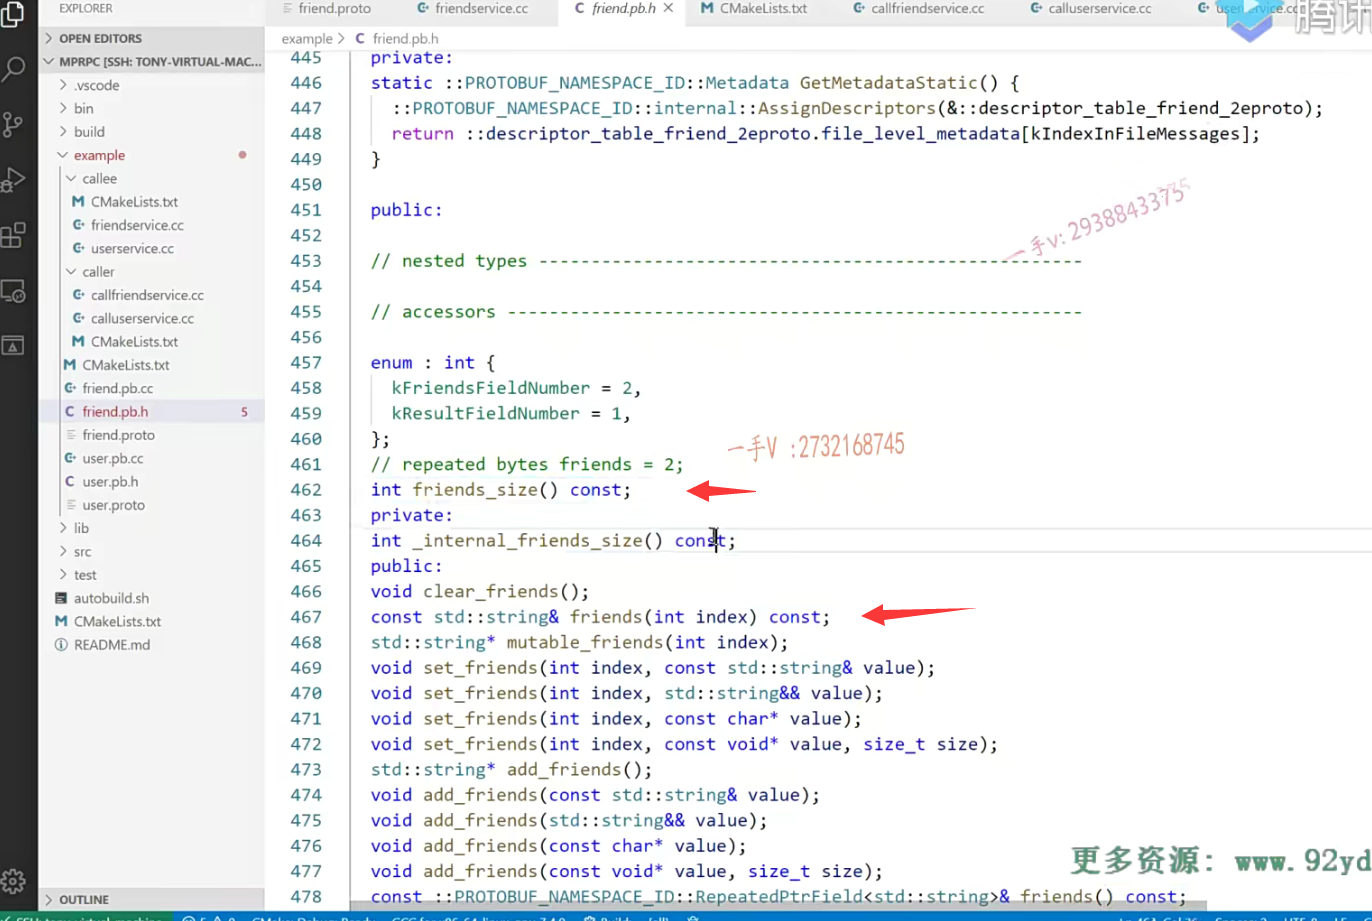 EXPLORER
friend.proto friendservice.cc friend.pb.h CMakeLists.txt callfriendservice.cc calluserservice.cc
腾讯
OPEN EDITORS
example > C friend.pb.h
MPRPC [SSH: TONY-VIRTUAL-MAC...
.vscode
bin
build
example
callee
CMakeLists.txt
friendservice.cc
userservice.cc
caller
callfriendservice.cc
calluserservice.cc
CMakeLists.txt
CMakeLists.txt
friend.pb.cc
friend.pb.h 5
friend.proto
user.pb.cc
user.pb.h
user.proto
lib
src
test
autobuild.sh
CMakeLists.txt
README.md
OUTLINE
445 private:
446 static ::PROTOBUF_NAMESPACE_ID::Metadata GetMetadataStatic() {
447 ::PROTOBUF_NAMESPACE_ID::internal::AssignDescriptors(&::descriptor_table_friend_2eproto);
448 return ::descriptor_table_friend_2eproto.file_level_metadata[kIndexInFileMessages];
449 }
450
451 public:
452
453 // nested types ----------------------------------------------------
454
455 // accessors -------------------------------------------------------
456
457 enum : int {
458 kFriendsFieldNumber = 2,
459 kResultFieldNumber = 1,
460 };
461 // repeated bytes friends = 2;
462 int friends_size() const;
463 private:
464 int _internal_friends_size() const;
465 public:
466 void clear_friends();
467 const std::string& friends(int index) const;
468 std::string* mutable_friends(int index);
469 void set_friends(int index, const std::string& value);
470 void set_friends(int index, std::string&& value);
471 void set_friends(int index, const char* value);
472 void set_friends(int index, const void* value, size_t size);
473 std::string* add_friends();
474 void add_friends(const std::string& value);
475 void add_friends(std::string&& value);
476 void add_friends(const char* value);
477 void add_friends(const void* value, size_t size);
478 const ::PROTOBUF_NAMESPACE_ID::RepeatedPtrField<std::string>& friends() const;
一手v: 2938843375
一手V :2732168745
更多资源: www.92yd